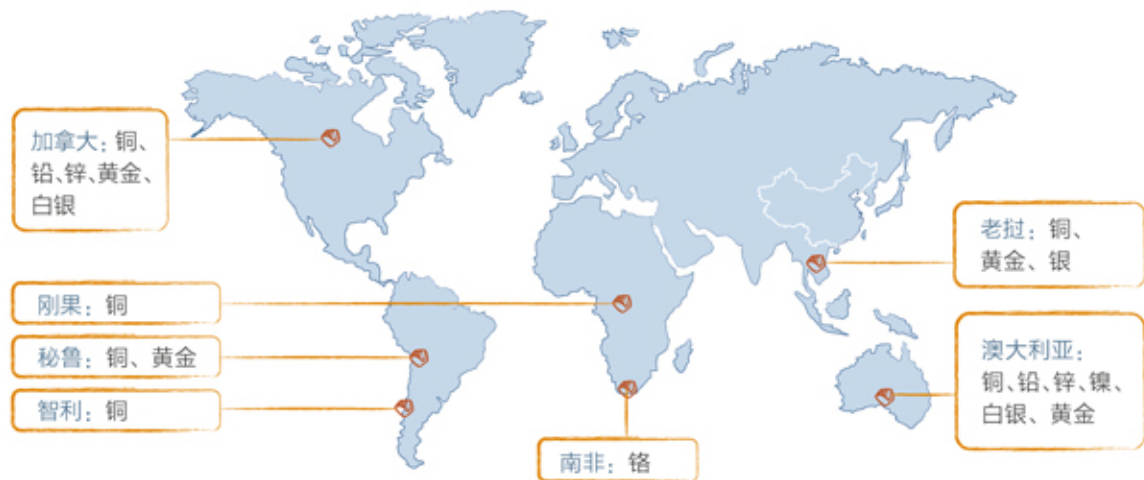 加拿大：铜、
铅、锌、黄金、
白银
刚果：铜
秘鲁：铜、黄金
智利：铜
南非：铬
老挝：铜、
黄金、银
澳大利亚：
铜、铅、锌、镍、
白银、黄金